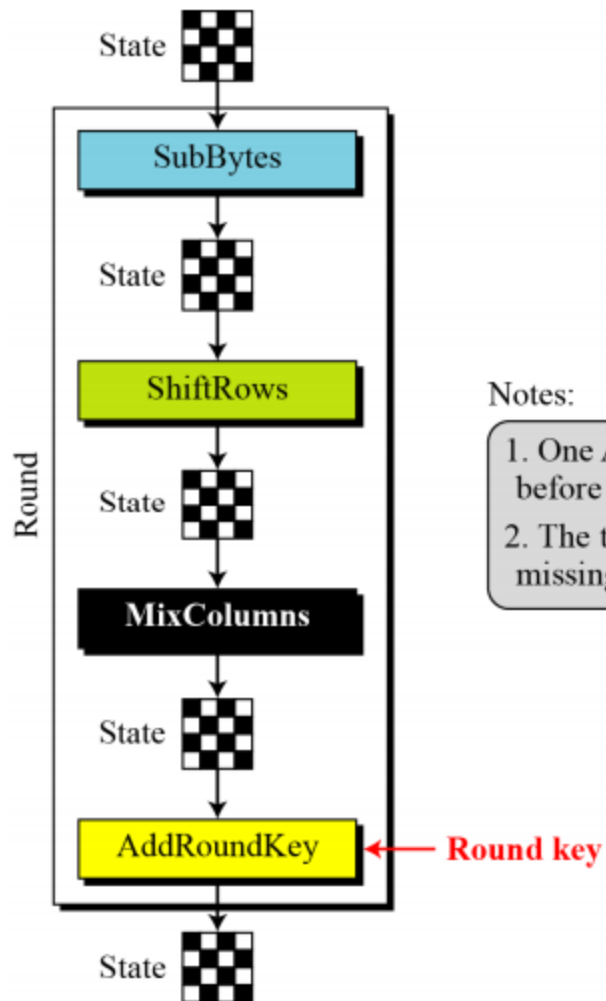 State
SubBytes
State
ShiftRows
Notes:
1. One
before
Round
State
2. The
missing
MixColumns
State
AddRoundKey
Round key
State